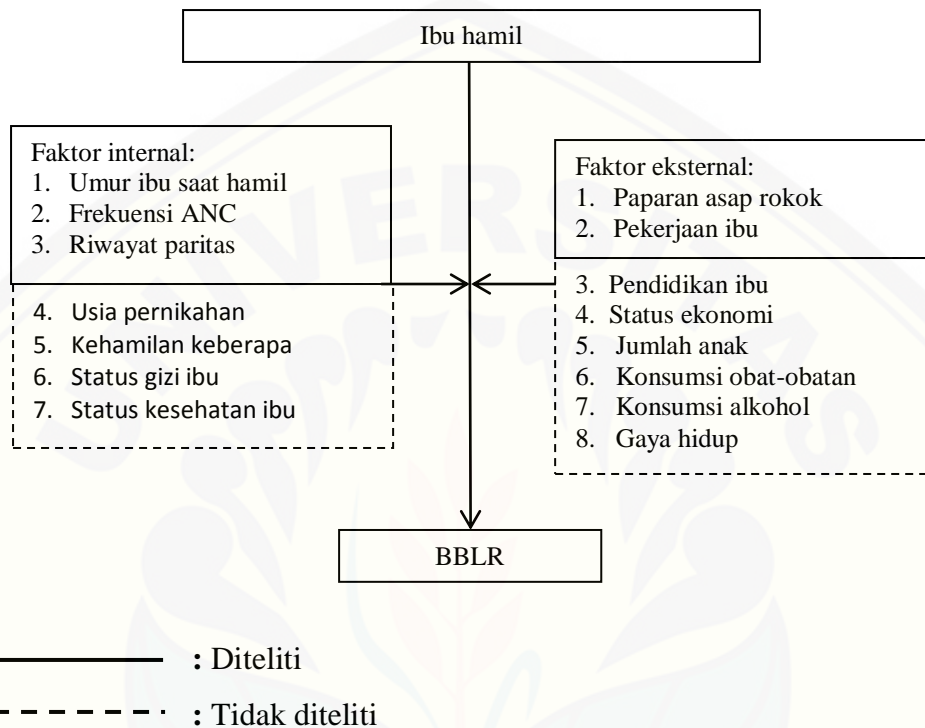 Ibu hamil
Faktor internal:
1. Umur ibu saat hamil
2. Frekuensi ANC
3. Riwayat paritas
4. Usia pernikahan
5. Kehamilan keberapa
6. Status gizi ibu
7. Status kesehatan ibu
Faktor eksternal:
1. Paparan asap rokok
2. Pekerjaan ibu
3. Pendidikan ibu
4. Status ekonomi
5. Jumlah anak
6. Konsumsi obat-obatan
7. Konsumsi alkohol
8. Gaya hidup
BBLR
: Diteliti
: Tidak diteliti
UNIVERSITAS